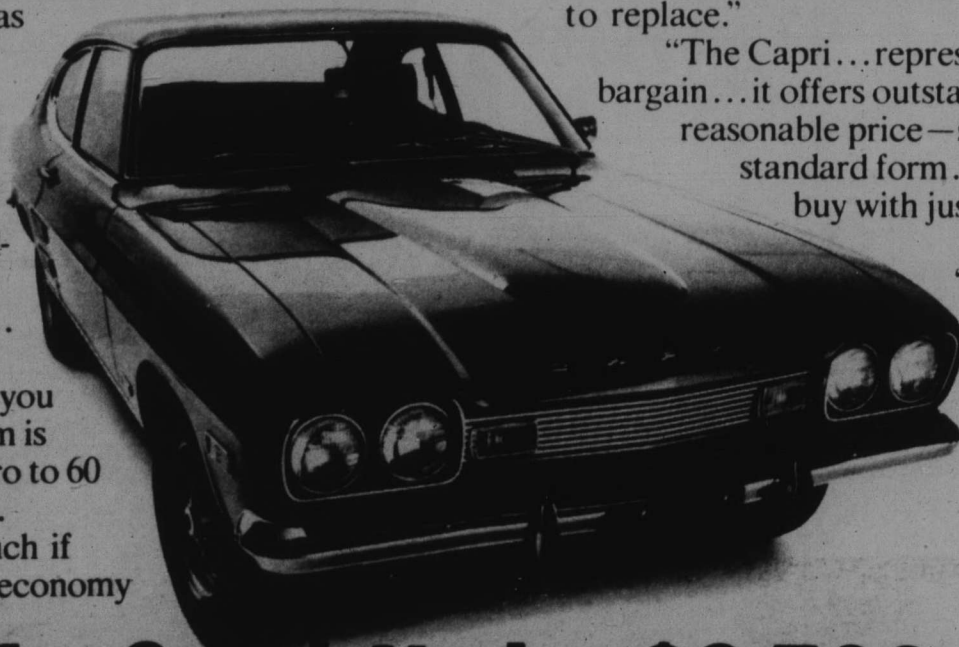 as
to replace.”
“The Capri...repres
bargain...it offers outsta
reasonable price—
standard form.
buy with jus
you
n is
ro to 60
ch if
economy